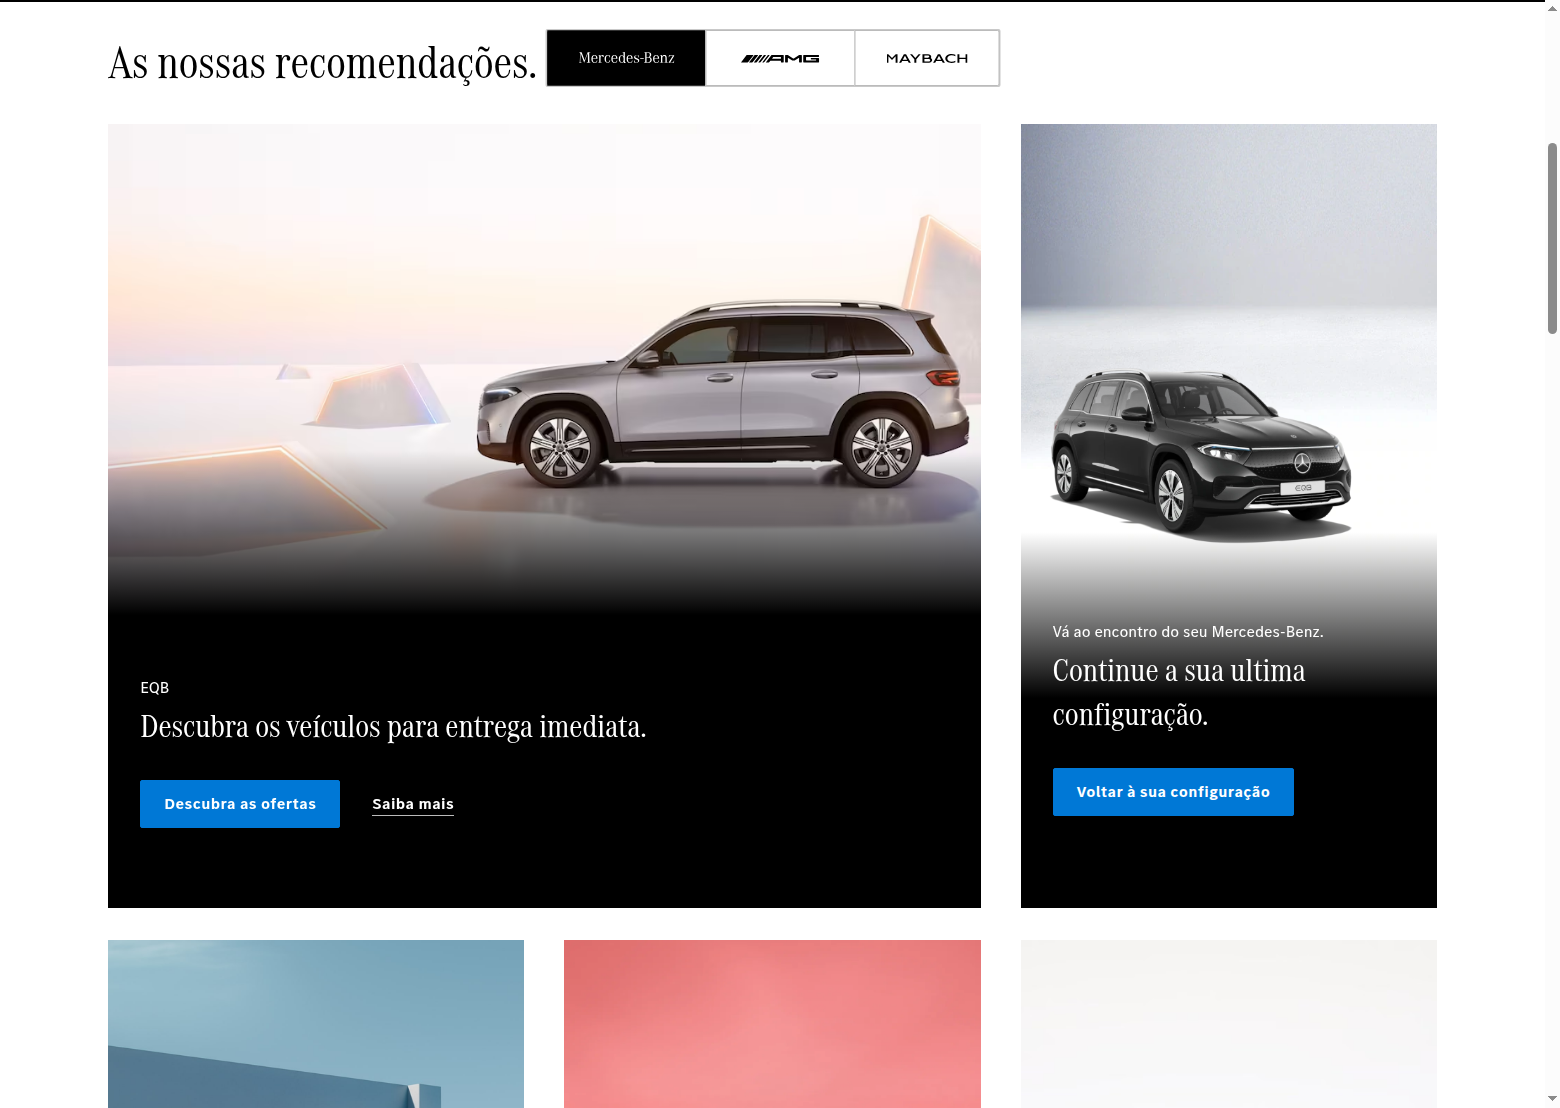 As nossas recomendações.
Mercedes-Benz
AMG
MAYBACH
EQB
Descubra os veículos para entrega imediata.
Descubra as ofertas
Saiba mais
EQB
Vá ao encontro do seu Mercedes-Benz.
Continue a sua ultima
configuração.
Voltar à sua configuração